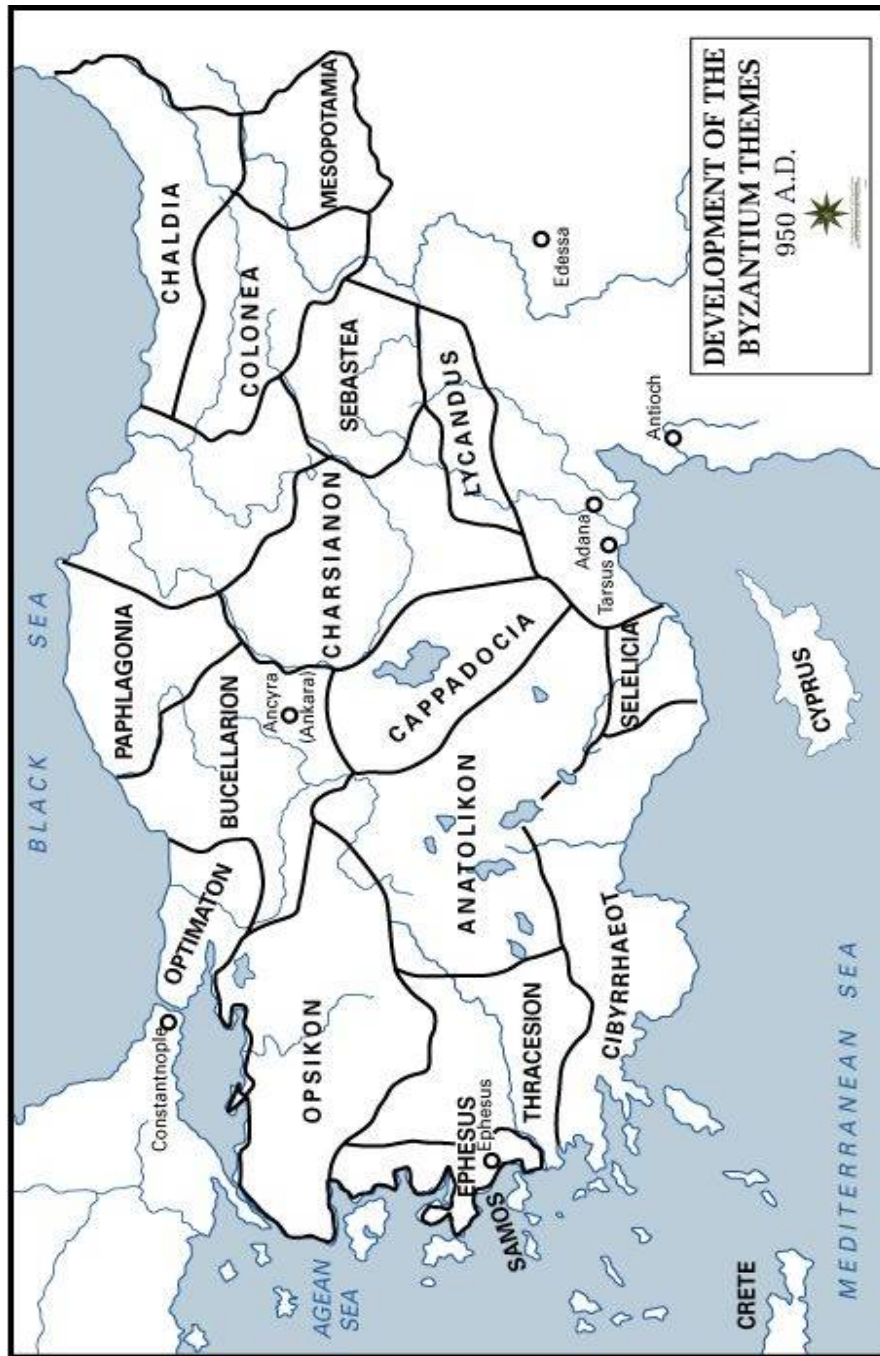 BLACK SEA
CHALDIA
PAPHLAGONIA
COLONEA
MESOPOTAMIA
OPTIMATON
BUCELLARION
Ancyra
(Ankara)
CHARSIANON
SEBASTEA
Constantnople
OPSIKON
CAPPADOCIA
LYCANDUS
Edessa
ANATOLIKON
EPHESUS
Ephesus
THRACESION
SAMOS
AGEAN
SEA
CIBYRRHAEOT
SELELICIA
Tarsus
Adana
Antioch
CYPRUS
CRETE
MEDITERRANEAN SEA
DEVELOPMENT OF THE
BYZANTIUM THEMES
950 A.D.